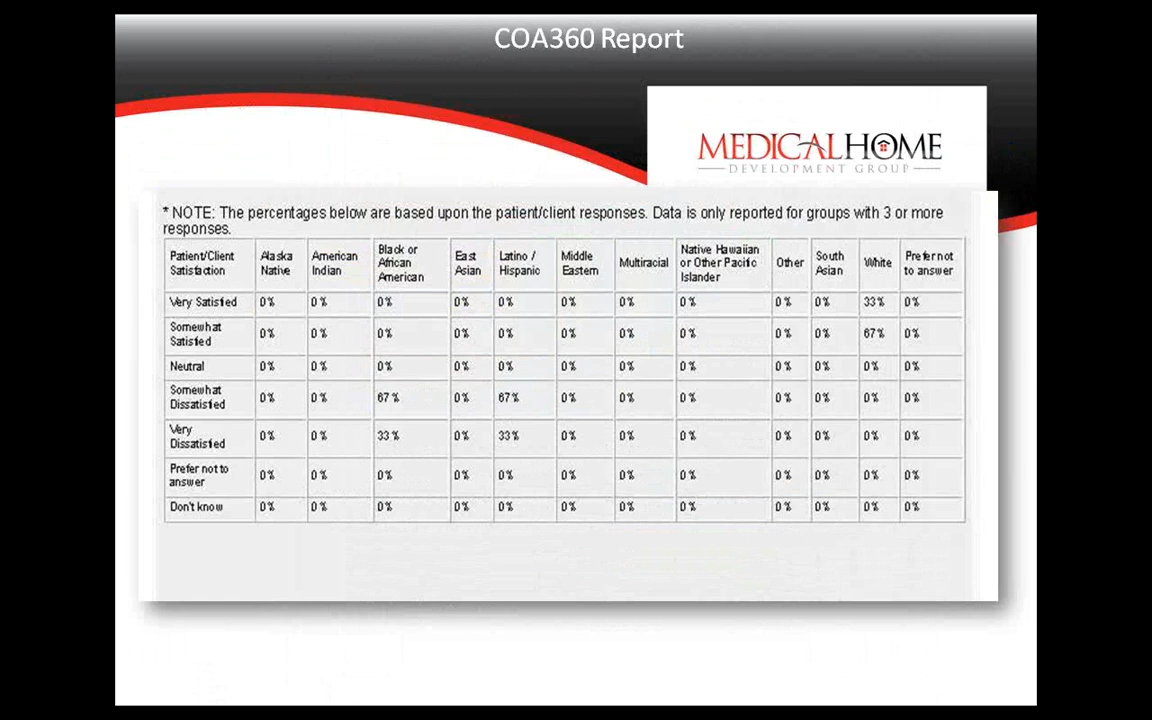 COA360 Report
MEDICALHOME
DEVELOPMENT GROUP
* NOTE: The percentages below are based upon the patient/client responses. Data is only reported for groups with 3 or more
responses.
Patient/Client Satisfaction Alaska Native American Indian Black or African American East Asian Latino / Hispanic Middle Eastern Multiracial Native Hawaiian or Other Pacific Islander Other South Asian White Prefer not to answer
Very Satisfied 0% 0% 0% 0% 0% 0% 0% 0% 0% 0% 33% 0%
Somewhat Satisfied 0% 0% 0% 0% 0% 0% 0% 0% 0% 0% 67% 0%
Neutral 0% 0% 0% 0% 0% 0% 0% 0% 0% 0% 0% 0%
Somewhat Dissatisfied 0% 0% 67% 0% 67% 0% 0% 0% 0% 0% 0% 0%
Very Dissatisfied 0% 0% 33% 0% 33% 0% 0% 0% 0% 0% 0% 0%
Prefer not to answer 0% 0% 0% 0% 0% 0% 0% 0% 0% 0% 0% 0%
Don't know 0% 0% 0% 0% 0% 0% 0% 0% 0% 0% 0% 0%